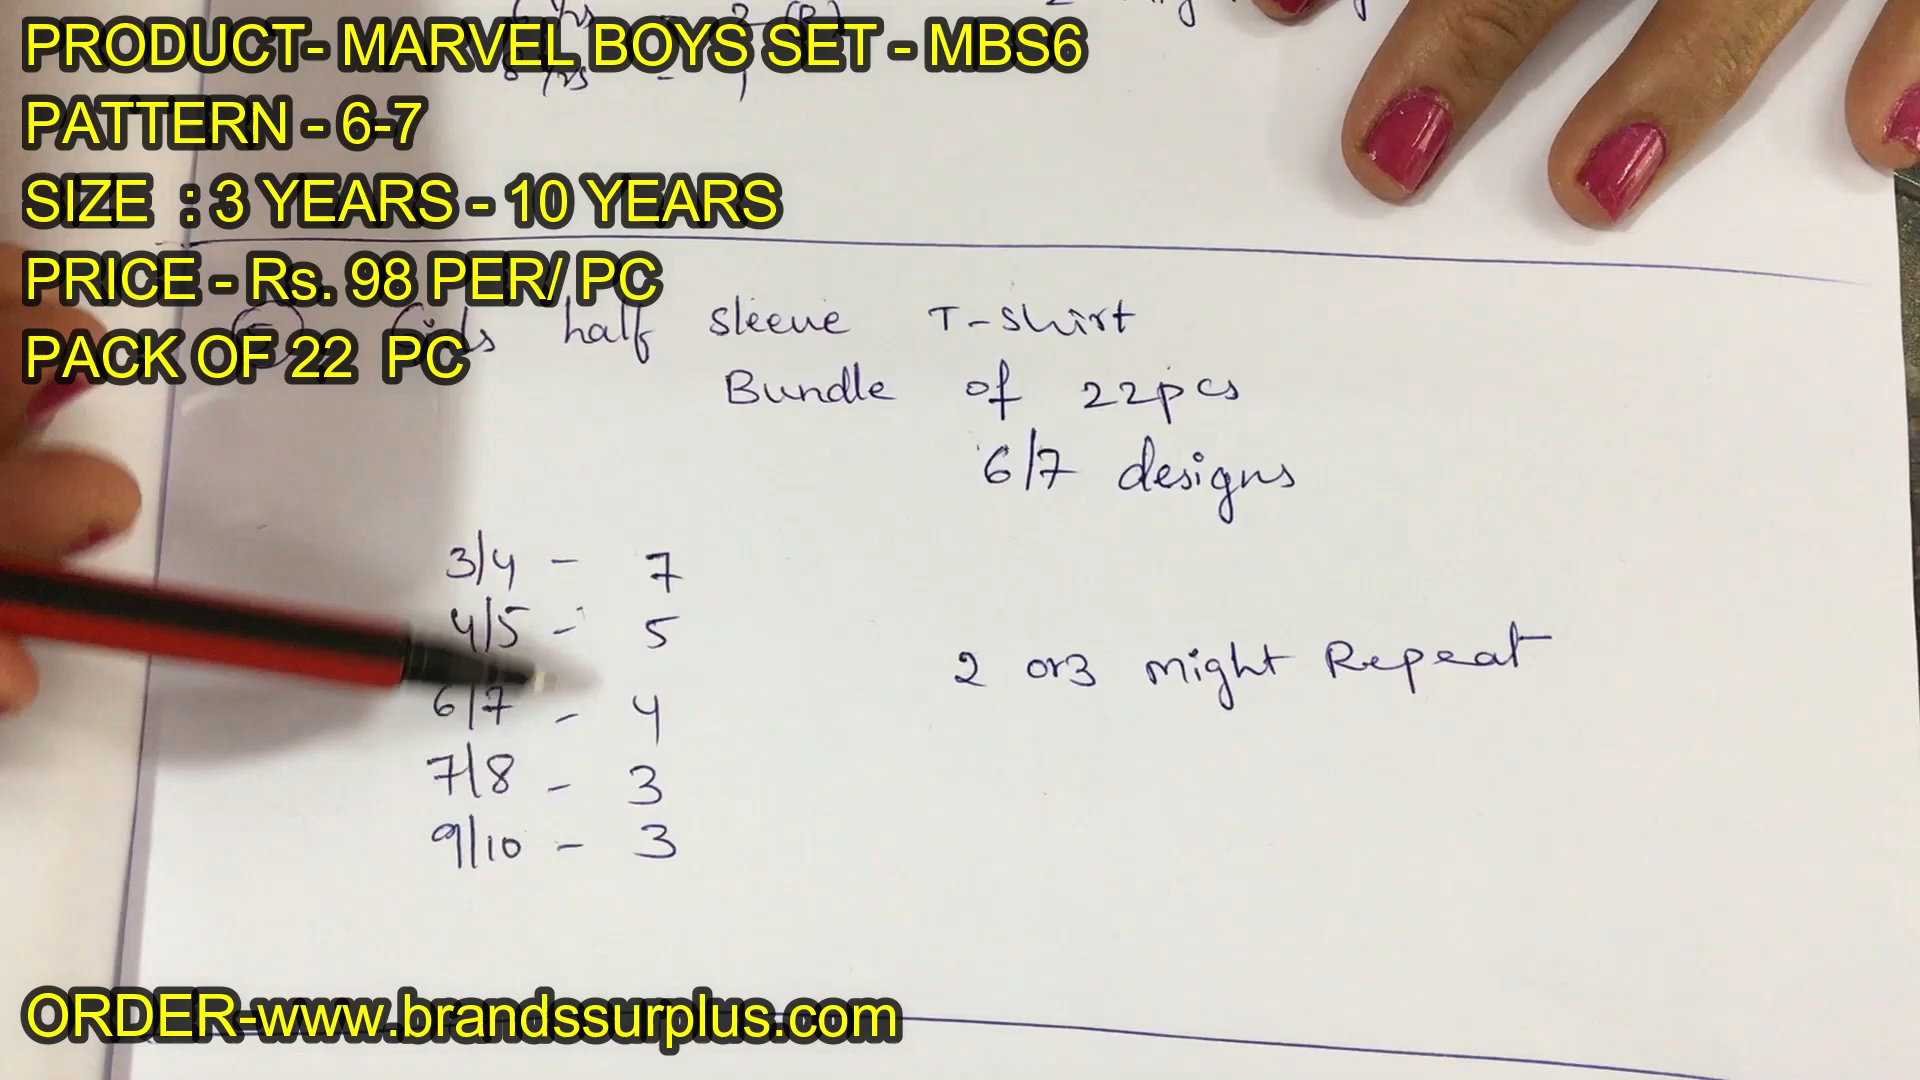 PRODUCT- MARVEL BOYS SET - MBS6
PATTERN - 6-7
SIZE : 3 YEARS - 10 YEARS
PRICE - Rs. 98 PER/ PC
PACK OF 22 PC
half sleeve T-shirt
Bundle of 22pcs
6/7 designs
3/4 - 7
4/5 - 5
6/7 - 4
7/8 - 3
9/10 - 3
2 or 3 might Repeat
ORDER-www.brandssurplus.com